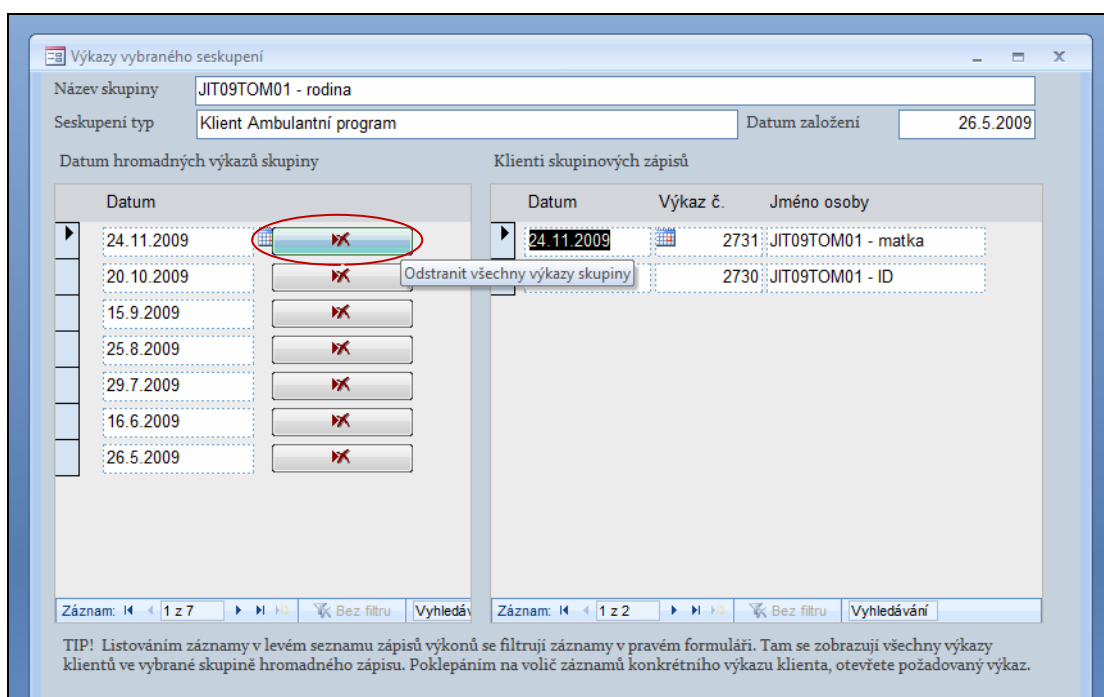 Výkazy vybraného seskupení
Název skupiny JIT09TOM01 - rodina
Seskupení typ Klient Ambulantní program Datum založení 26.5.2009
Datum hromadných výkazů skupiny
Datum
24.11.2009
20.10.2009
15.9.2009
25.8.2009
29.7.2009
16.6.2009
26.5.2009
Odstranit všechny výkazy skupiny
Záznam: 1 z 7 Bez filtru Vyhledáv
Klienti skupinových zápisů
Datum Výkaz č. Jméno osoby
24.11.2009 2731 JIT09TOM01 - matka
2730 JIT09TOM01 - ID
Záznam: 1 z 2 Bez filtru Vyhledávání
TIP! Listováním záznamy v levém seznamu zápisů výkonů se filtrují záznamy v pravém formuláři. Tam se zobrazují všechny výkazy
klientů ve vybrané skupině hromadného zápisu. Poklepáním na volič záznamů konkrétního výkazu klienta, otevřete požadovaný výkaz.